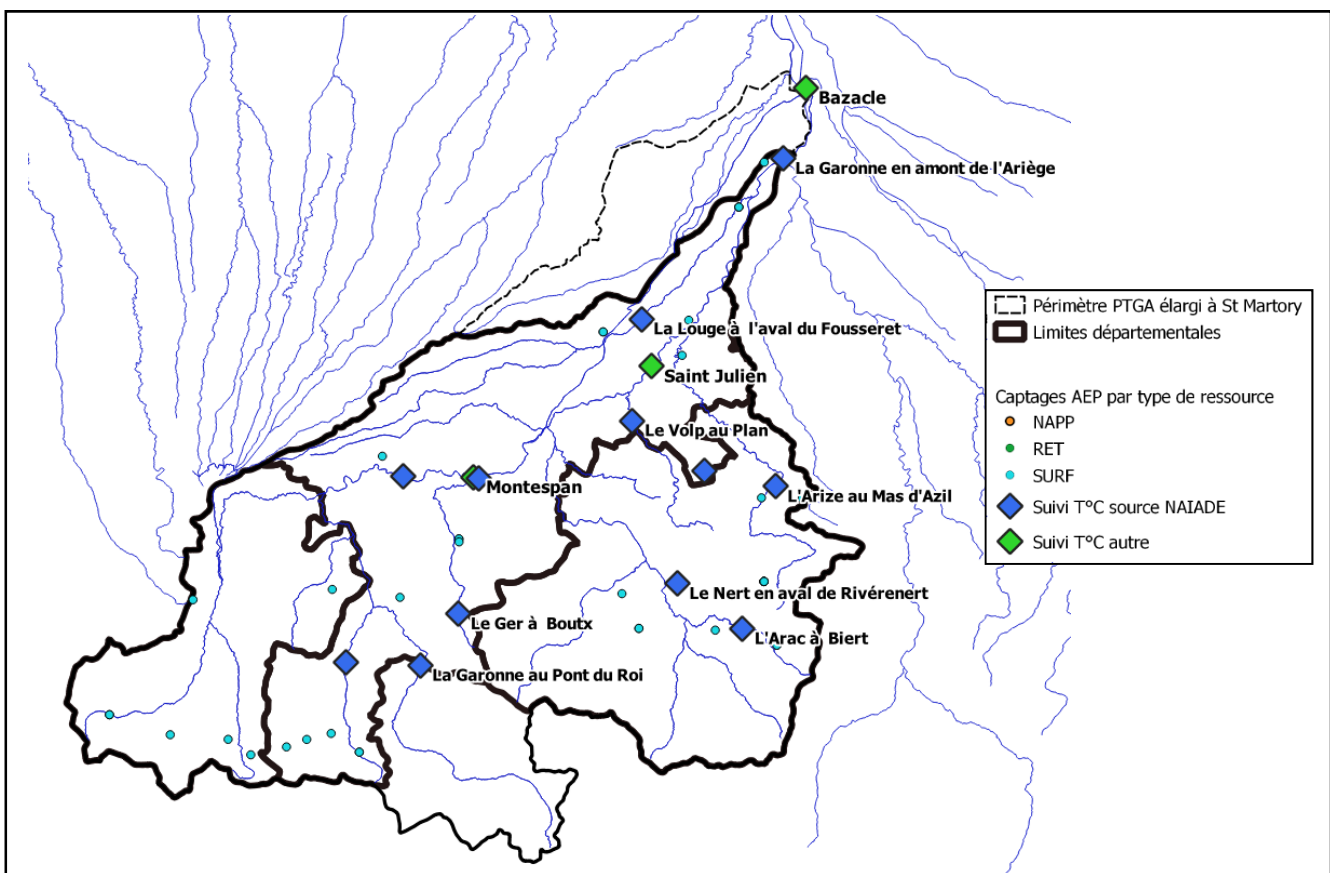 Bazacle
La Garonne en amont de l'Ariège
La Louge à l'aval du Fousseret
Saint Julien
Le Volp au Plan
Montespan
L'Arize au Mas d'Azil
Le Nert en aval de Rivérenert
Le Ger à Boutx
L'Arac à Biert
La Garonne au Pont du Roi
Périmètre PTGA élargi à St Martory
Limites départementales
Captages AEP par type de ressource
NAPP
RET
SURF
Suivi T°C source NAIADE
Suivi T°C autre